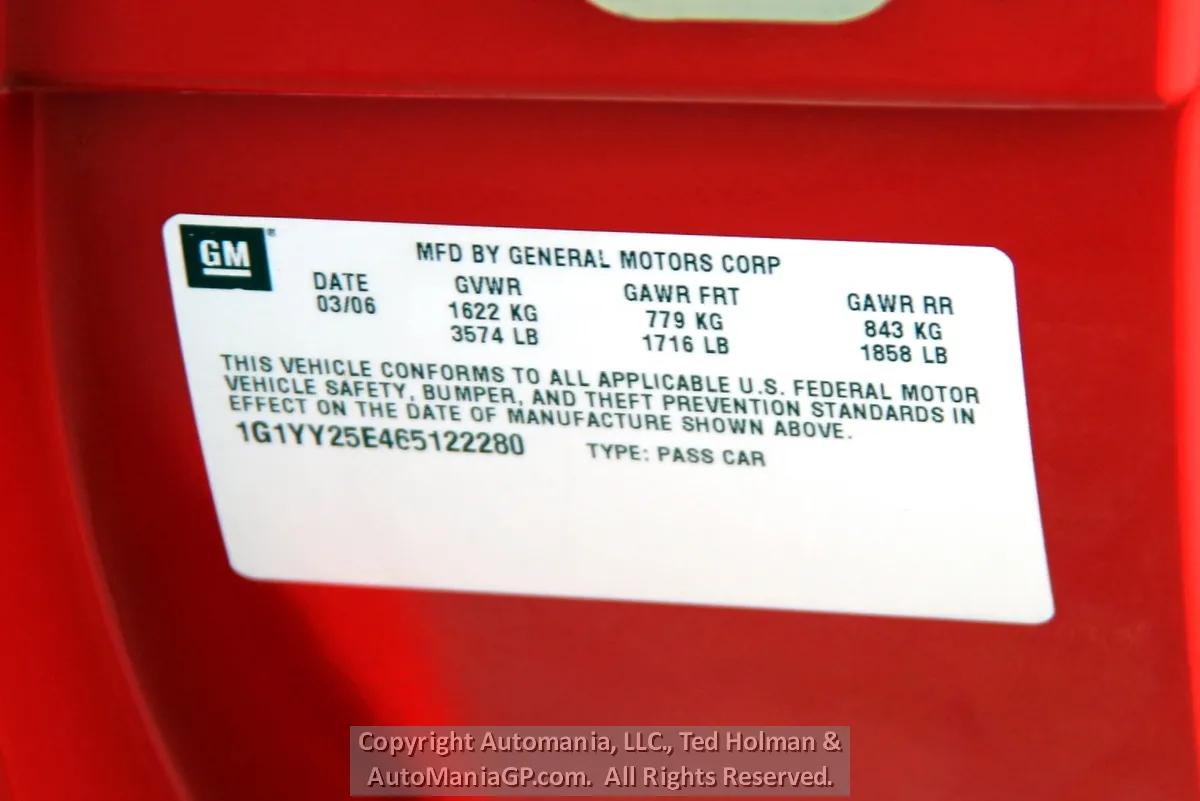 GM®
MFD BY GENERAL MOTORS CORP
DATE GVWR GAWR FRT GAWR RR
03/06 1622 KG 779 KG 843 KG
3574 LB 1716 LB 1858 LB
THIS VEHICLE CONFORMS TO ALL APPLICABLE U.S. FEDERAL MOTOR
VEHICLE SAFETY, BUMPER, AND THEFT PREVENTION STANDARDS IN
EFFECT ON THE DATE OF MANUFACTURE SHOWN ABOVE.
1G1YY25E465122280 TYPE: PASS CAR
Copyright Automania, LLC., Ted Holman &
AutoManiaGP.com. All Rights Reserved.